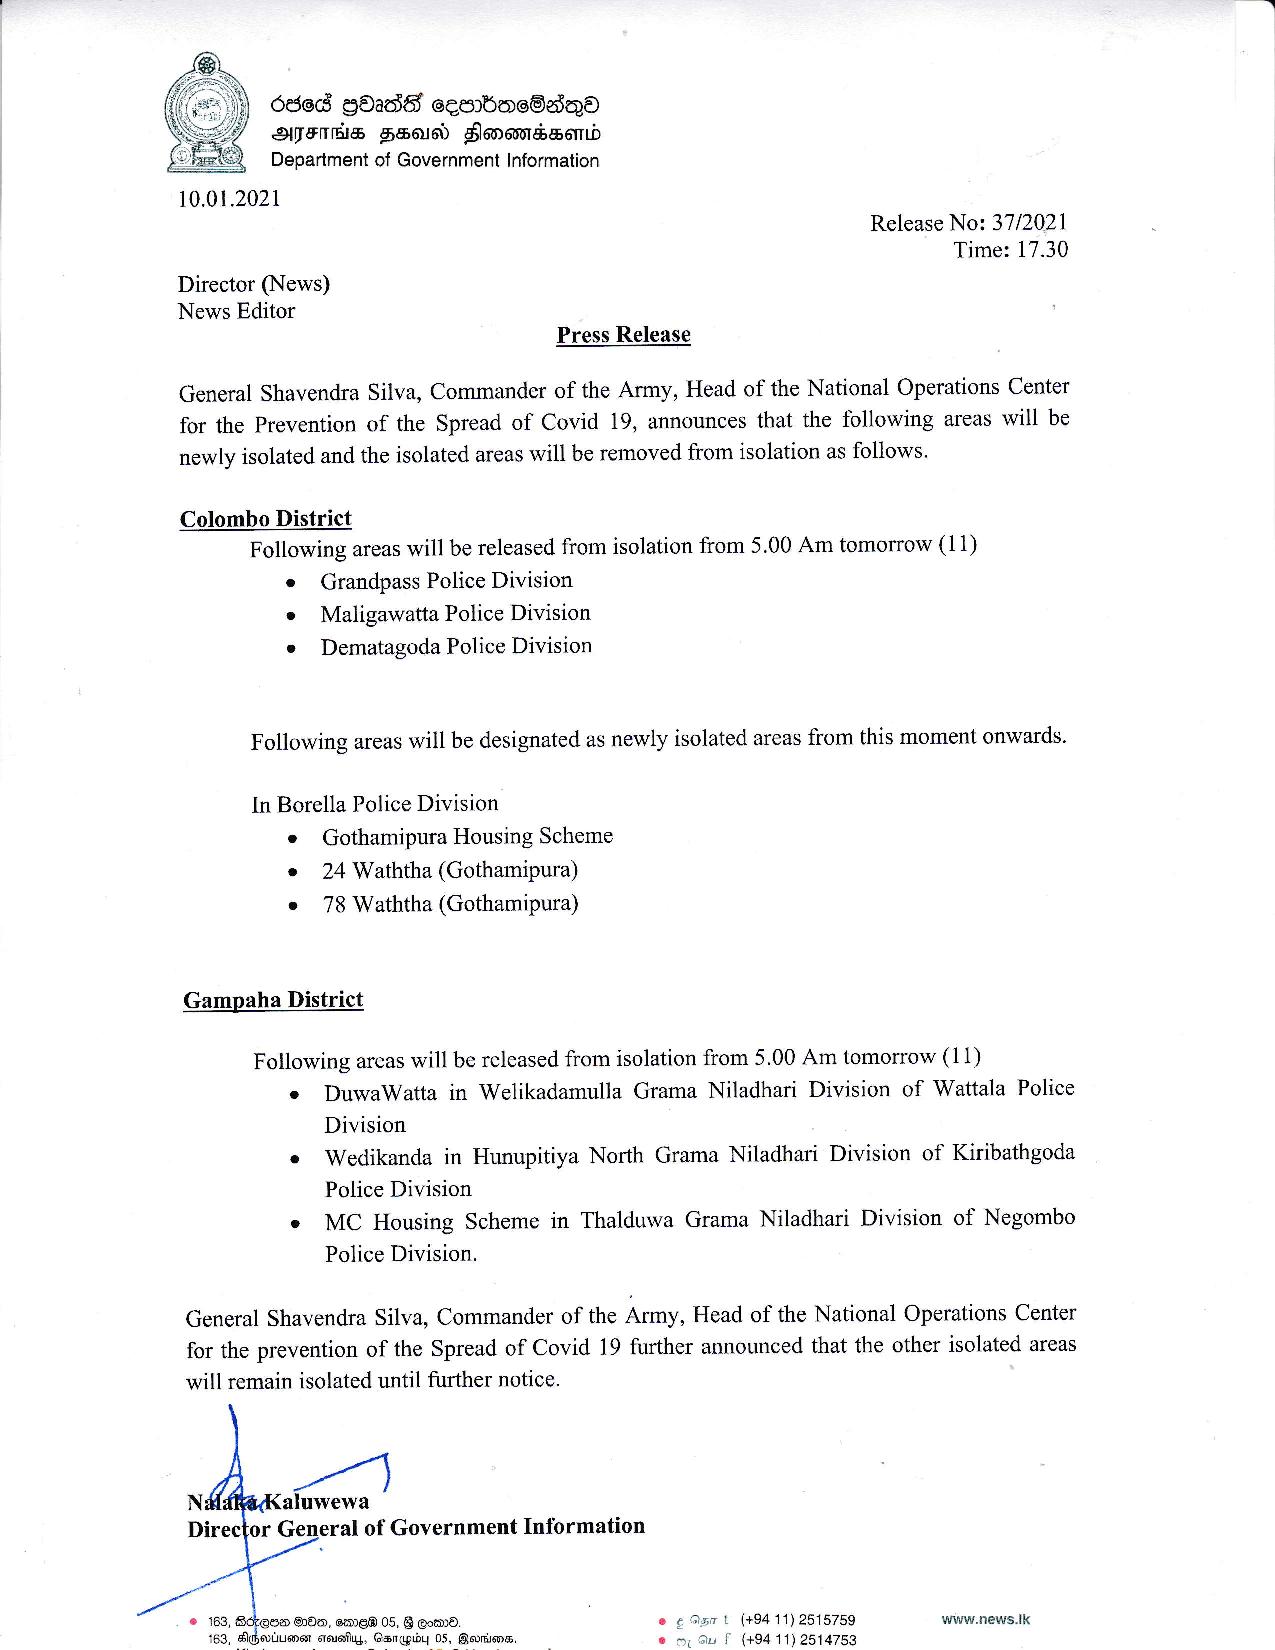 රජයේ ප්‍රවෘත්ති දෙපාර්තමේන්තුව
அரசாங்க தகவல் திணைக்களம்
Department of Government Information
10.01.2021
Release No: 37/2021
Time: 17.30
Director (News)
News Editor
Press Release
General Shavendra Silva, Commander of the Army, Head of the National Operations Center
for the Prevention of the Spread of Covid 19, announces that the following areas will be
newly isolated and the isolated areas will be removed from isolation as follows.
Colombo District
Following areas will be released from isolation from 5.00 Am tomorrow (11)
• Grandpass Police Division
• Maligawatta Police Division
• Dematagoda Police Division
Following areas will be designated as newly isolated areas from this moment onwards.
In Borella Police Division
• Gothamipura Housing Scheme
• 24 Waththa (Gothamipura)
• 78 Waththa (Gothamipura)
Gampaha District
Following areas will be released from isolation from 5.00 Am tomorrow (11)
• DuwaWatta in Welikadamulla Grama Niladhari Division of Wattala Police
Division
• Wedikanda in Hunupitiya North Grama Niladhari Division of Kiribathgoda
Police Division
• MC Housing Scheme in Thalduwa Grama Niladhari Division of Negombo
Police Division.
General Shavendra Silva, Commander of the Army, Head of the National Operations Center
for the prevention of the Spread of Covid 19 further announced that the other isolated areas
will remain isolated until further notice.
Nalaka Kaluwewa
Director General of Government Information
• 163, කිරුලපන මාවත, කොළඹ 05, ශ්‍රී ලංකාව.
163, கிருலப்பனை எவனியு, கொழும்பு 05, இலங்கை.
• (+94 11) 2515759
• (+94 11) 2514753
www.news.lk